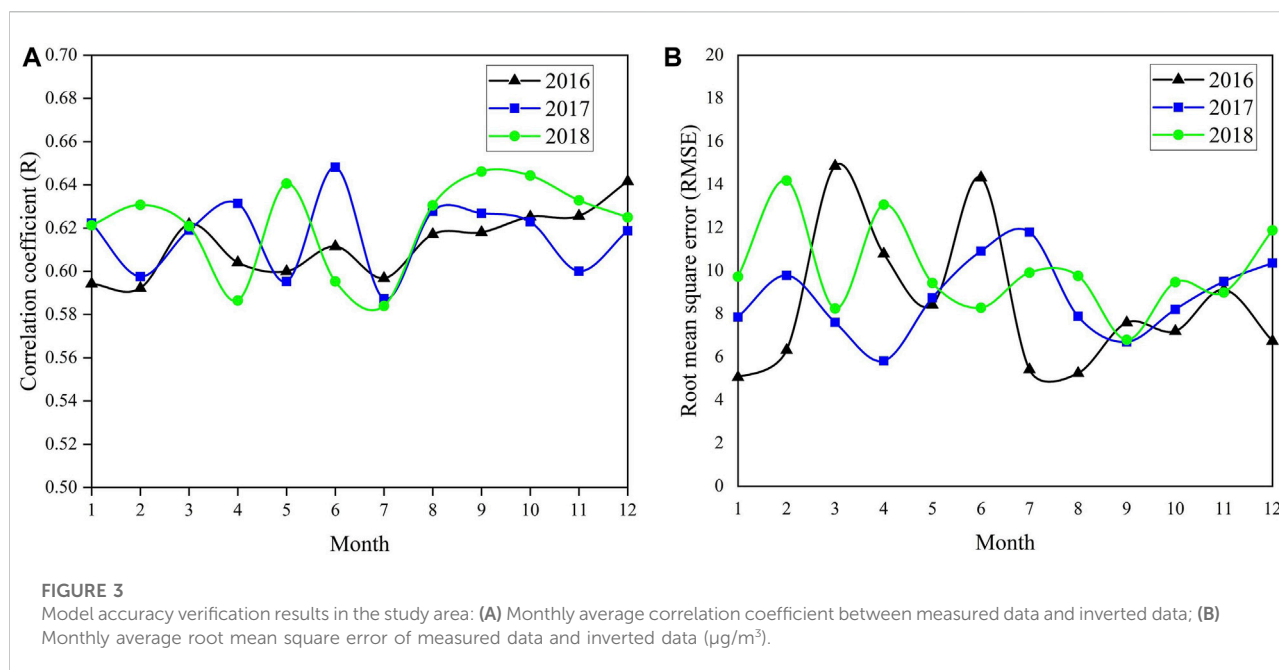 A
0.70
0.68
0.66
0.64
0.62
0.60
0.58
0.56
0.54
0.52
0.50
Correlation coefficient (R)
2016
2017
2018
1 2 3 4 5 6 7 8 9 10 11 12
Month
B
20
18
16
14
12
10
8
6
4
2
0
Root mean square error (RMSE)
2016
2017
2018
1 2 3 4 5 6 7 8 9 10 11 12
Month
FIGURE 3
Model accuracy verification results in the study area: (A) Monthly average correlation coefficient between measured data and inverted data; (B)
Monthly average root mean square error of measured data and inverted data (µg/m³).